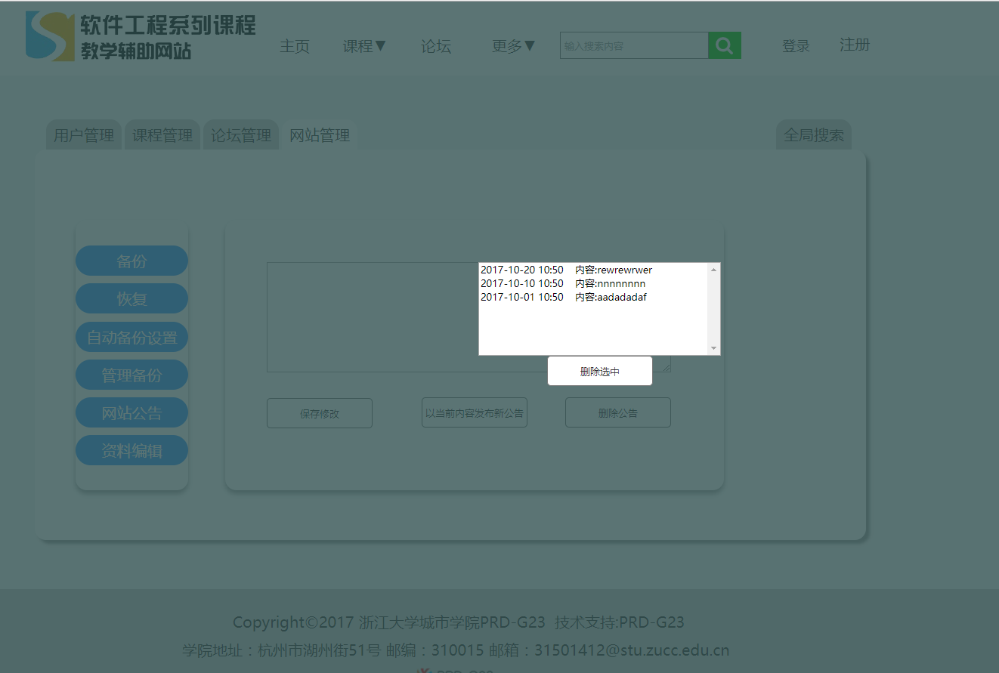 软件工程系列课程
教学辅助网站
主页 课程▼ 论坛 更多▼ 输入搜索内容 登录 注册
用户管理 课程管理 论坛管理 网站管理 全局搜索
备份
恢复
自动备份设置
管理备份
网站公告
资料编辑
2017-10-20 10:50 内容:rewrewrwer
2017-10-10 10:50 内容:nnnnnnnn
2017-10-01 10:50 内容:aadadadaf
删除选中
保存修改 以当前内容发布新公告 删除公告
Copyright©2017 浙江大学城市学院PRD-G23 技术支持:PRD-G23
学院地址：杭州市湖州街51号 邮编：310015 邮箱：31501412@stu.zucc.edu.cn
PRD-G23